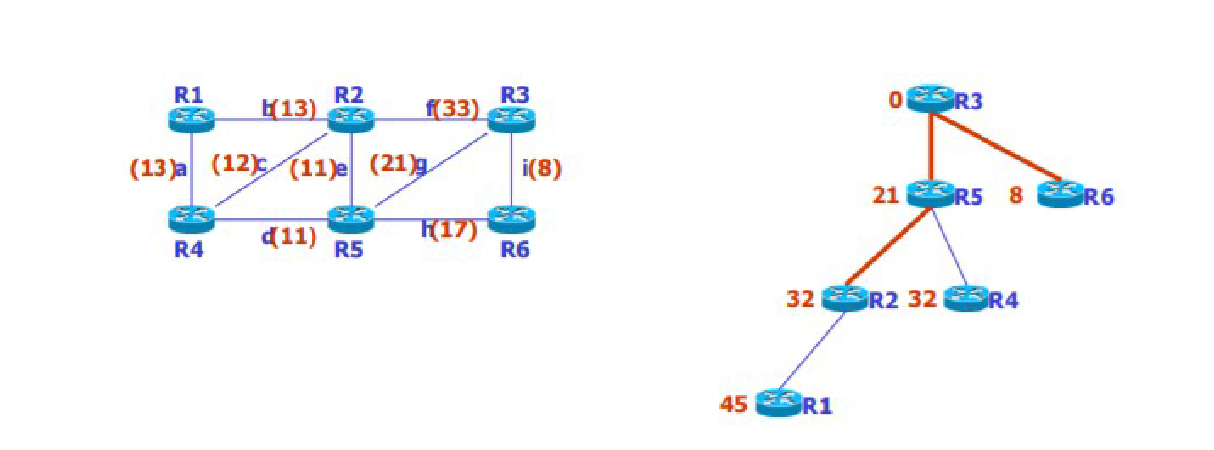 R1 R2 R3
b(13) f(33)
(13)a (12)c (11)e (21)g i(8)
d(11) h(17)
R4 R5 R6
0 R3
21 R5 8 R6
32 R2 32 R4
45 R1